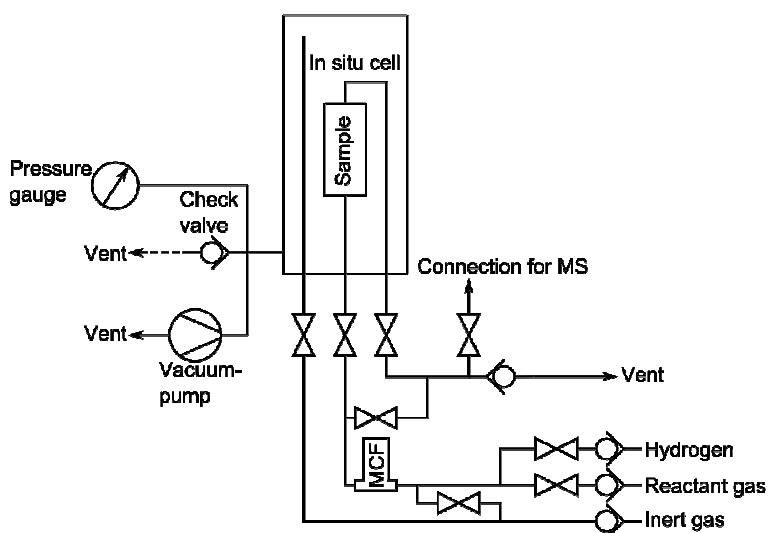 In situ cell
Sample
Pressure
gauge
Check
valve
Vent
Connection for MS
Vent
Vacuum-
pump
Vent
MCF
Hydrogen
Reactant gas
Inert gas